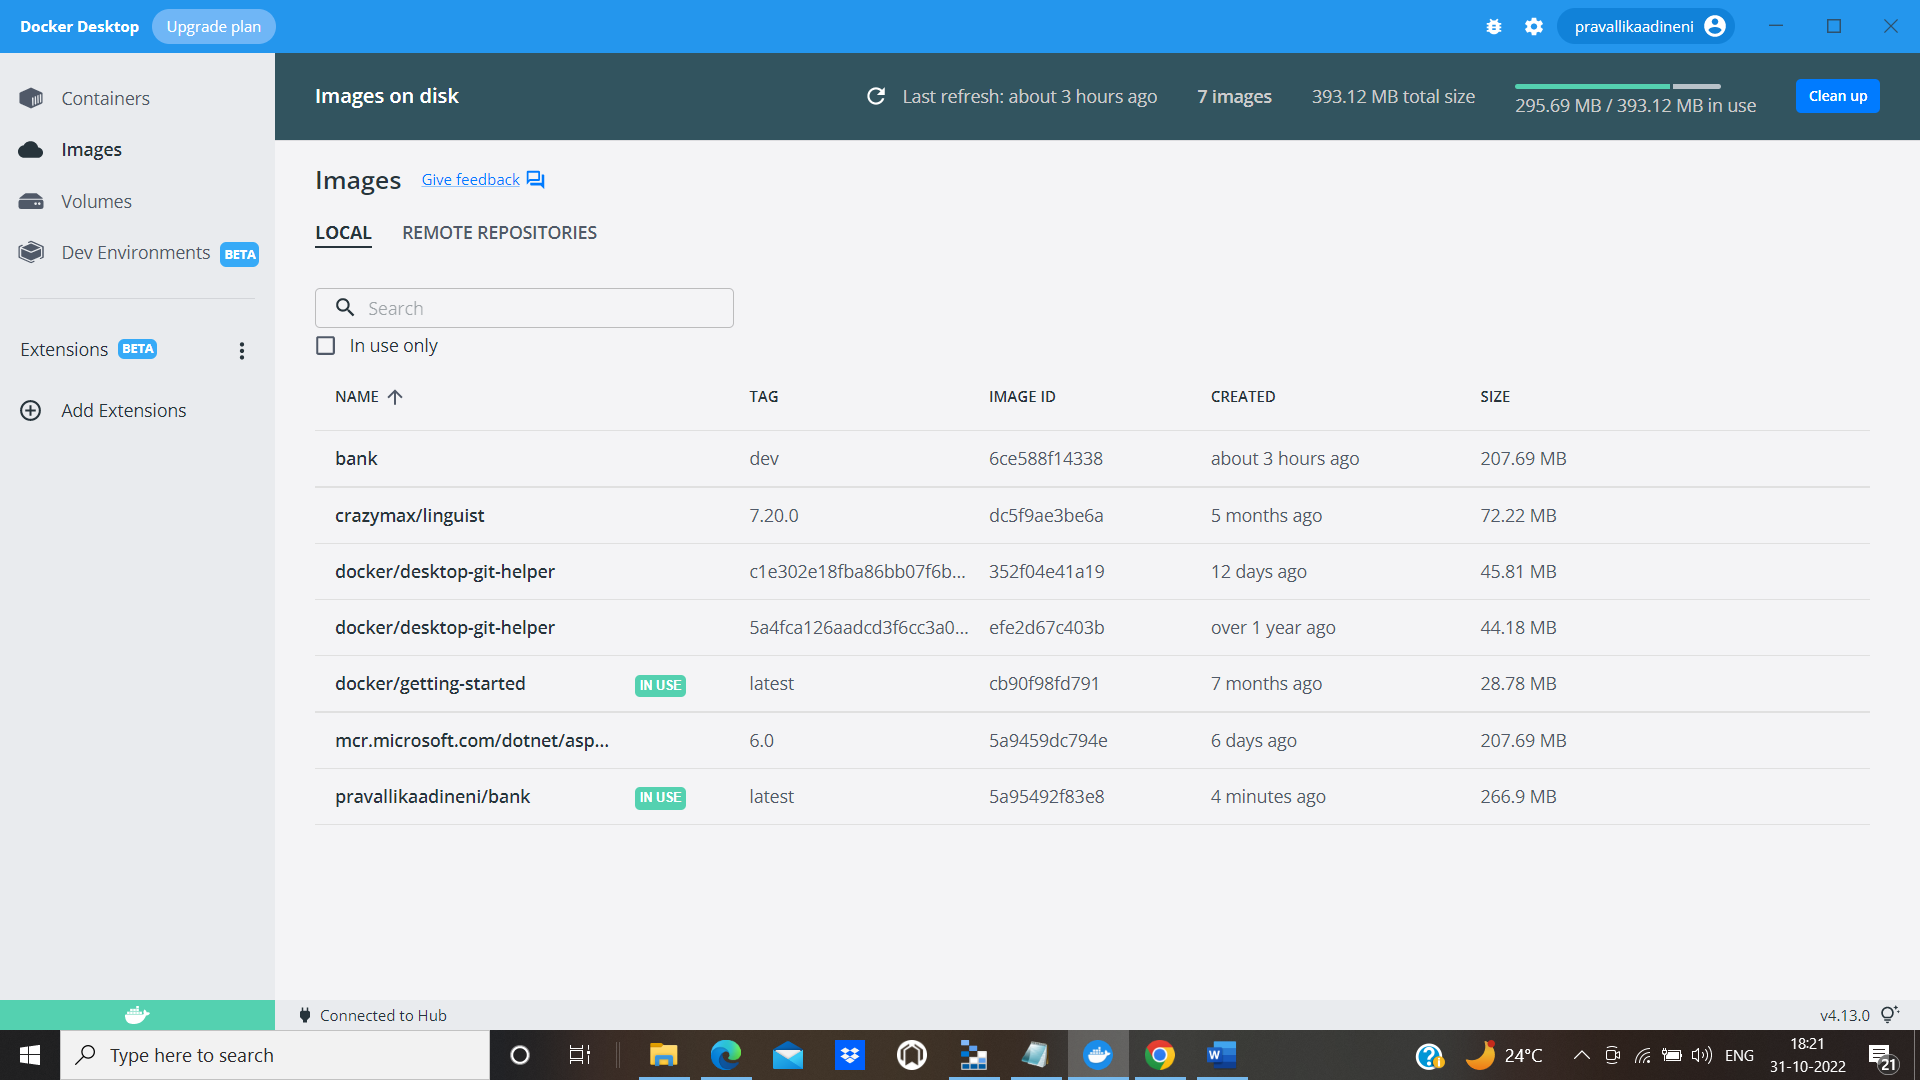 Docker Desktop Upgrade plan pravallikaadineni
Containers
Images
Volumes
Dev Environments BETA
Extensions BETA
Add Extensions
Images on disk Last refresh: about 3 hours ago 7 images 393.12 MB total size 295.69 MB / 393.12 MB in use Clean up
Images Give feedback
LOCAL REMOTE REPOSITORIES
Search
In use only
NAME TAG IMAGE ID CREATED SIZE
bank dev 6ce588f14338 about 3 hours ago 207.69 MB
crazymax/linguist 7.20.0 dc5f9ae3be6a 5 months ago 72.22 MB
docker/desktop-git-helper c1e302e18fba86bb07f6b... 352f04e41a19 12 days ago 45.81 MB
docker/desktop-git-helper 5a4fca126aadcd3f6cc3a0... efe2d67c403b over 1 year ago 44.18 MB
docker/getting-started IN USE latest cb90f98fd791 7 months ago 28.78 MB
mcr.microsoft.com/dotnet/asp... 6.0 5a9459dc794e 6 days ago 207.69 MB
pravallikaadineni/bank IN USE latest 5a95492f83e8 4 minutes ago 266.9 MB
Connected to Hub v4.13.0
Type here to search 24°C ENG 18:21
31-10-2022 21